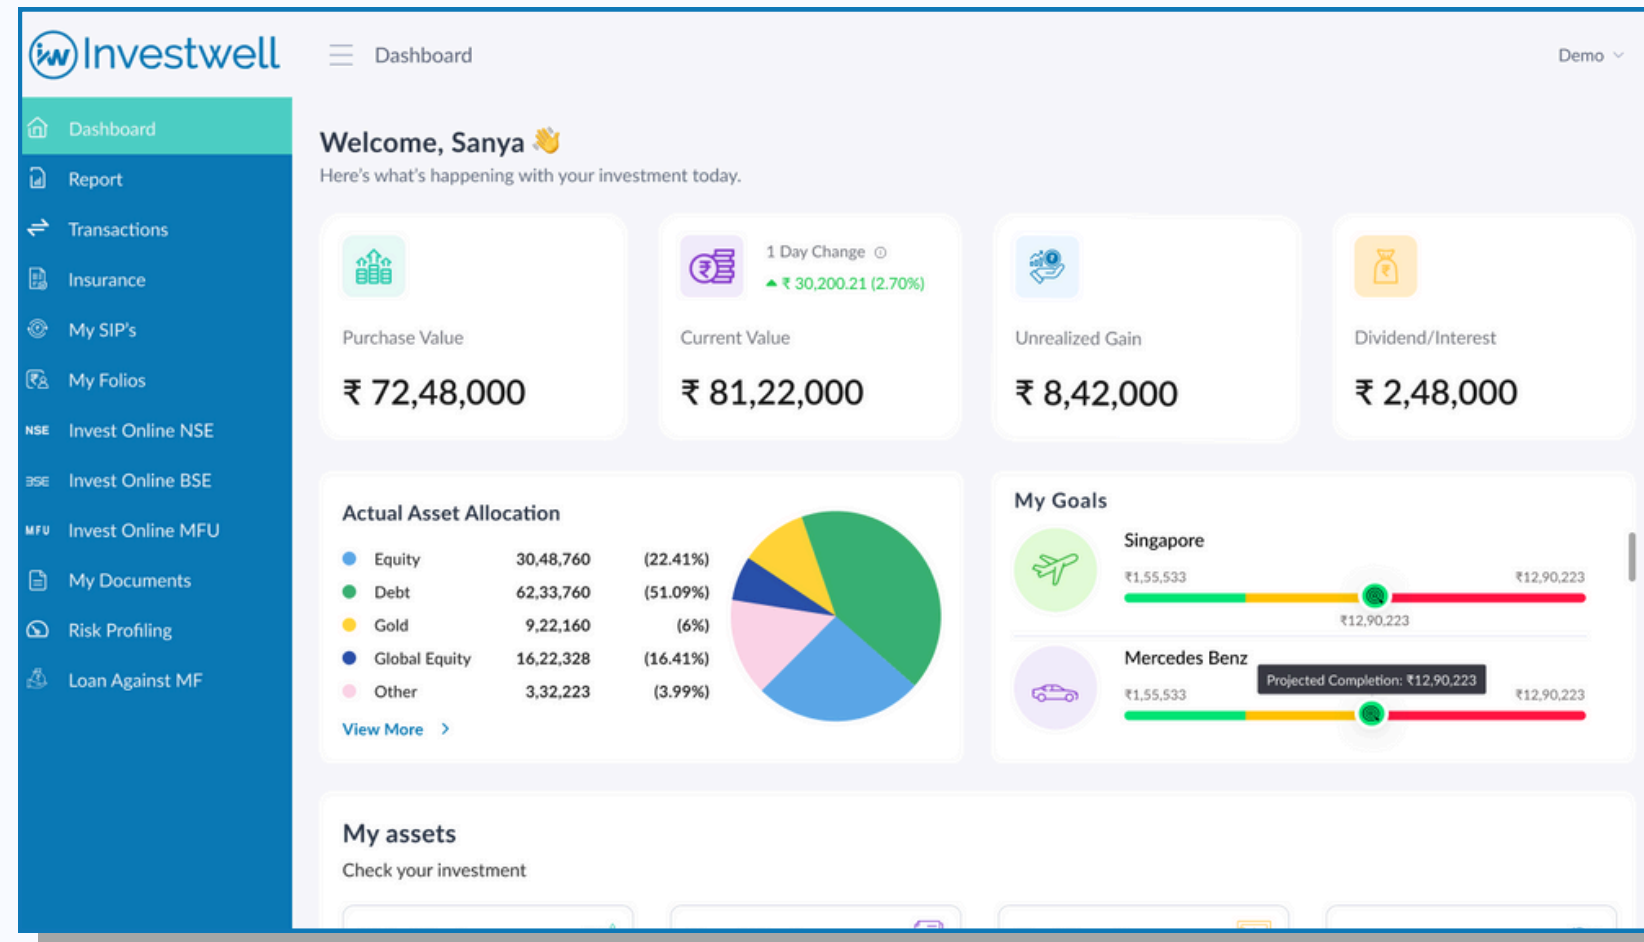 iw Investwell
Dashboard
Demo
Dashboard
Report
Transactions
Insurance
My SIP's
My Folios
NSE Invest Online NSE
BSE Invest Online BSE
MFU Invest Online MFU
My Documents
Risk Profiling
Loan Against MF
Welcome, Sanya 👋
Here's what's happening with your investment today.
Purchase Value
₹ 72,48,000
1 Day Change
₹ 30,200.21 (2.70%)
Current Value
₹ 81,22,000
Unrealized Gain
₹ 8,42,000
Dividend/Interest
₹ 2,48,000
Actual Asset Allocation
Equity 30,48,760 (22.41%)
Debt 62,33,760 (51.09%)
Gold 9,22,160 (6%)
Global Equity 16,22,328 (16.41%)
Other 3,32,223 (3.99%)
View More >
My Goals
Singapore
₹1,55,533 ₹12,90,223
₹12,90,223
Mercedes Benz
Projected Completion: ₹12,90,223
₹1,55,533 ₹12,90,223
My assets
Check your investment